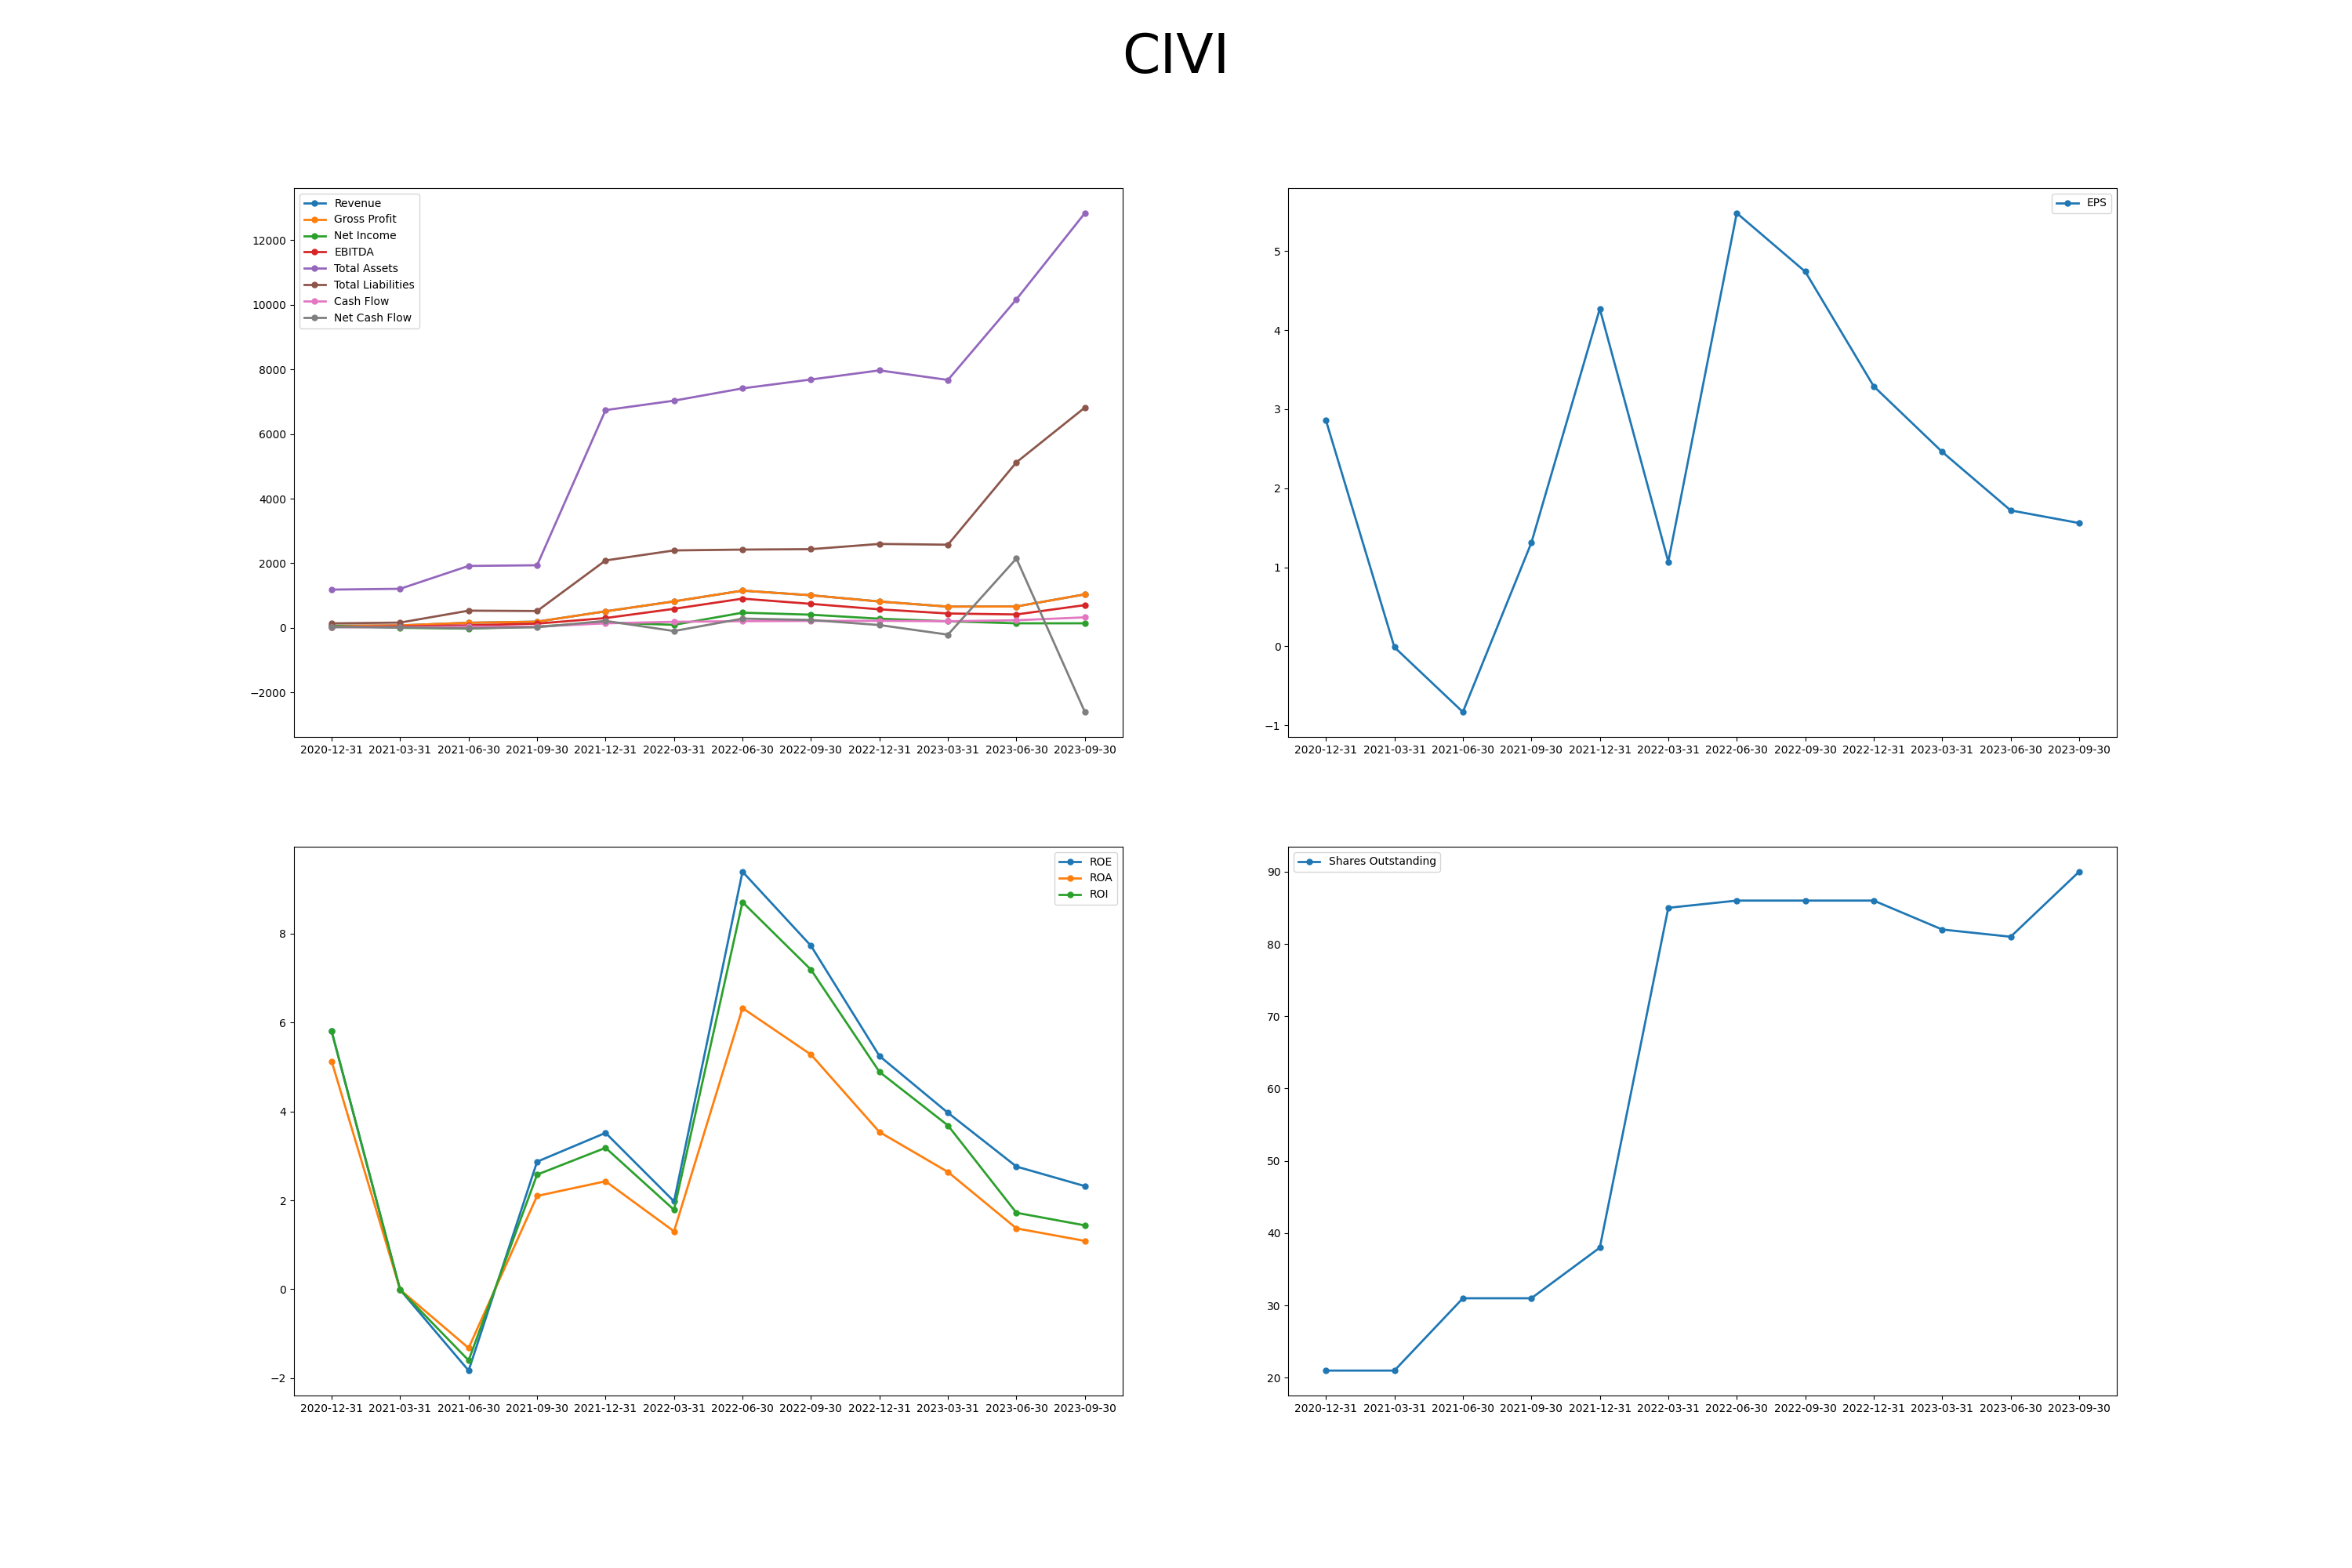 CIVI
Revenue
Gross Profit
Net Income
EBITDA
Total Assets
Total Liabilities
Cash Flow
Net Cash Flow
12000
10000
8000
6000
4000
2000
0
−2000
2020-12-31 2021-03-31 2021-06-30 2021-09-30 2021-12-31 2022-03-31 2022-06-30 2022-09-30 2022-12-31 2023-03-31 2023-06-30 2023-09-30
EPS
5
4
3
2
1
0
−1
2020-12-31 2021-03-31 2021-06-30 2021-09-30 2021-12-31 2022-03-31 2022-06-30 2022-09-30 2022-12-31 2023-03-31 2023-06-30 2023-09-30
ROE
ROA
ROI
8
6
4
2
0
−2
2020-12-31 2021-03-31 2021-06-30 2021-09-30 2021-12-31 2022-03-31 2022-06-30 2022-09-30 2022-12-31 2023-03-31 2023-06-30 2023-09-30
Shares Outstanding
90
80
70
60
50
40
30
20
2020-12-31 2021-03-31 2021-06-30 2021-09-30 2021-12-31 2022-03-31 2022-06-30 2022-09-30 2022-12-31 2023-03-31 2023-06-30 2023-09-30